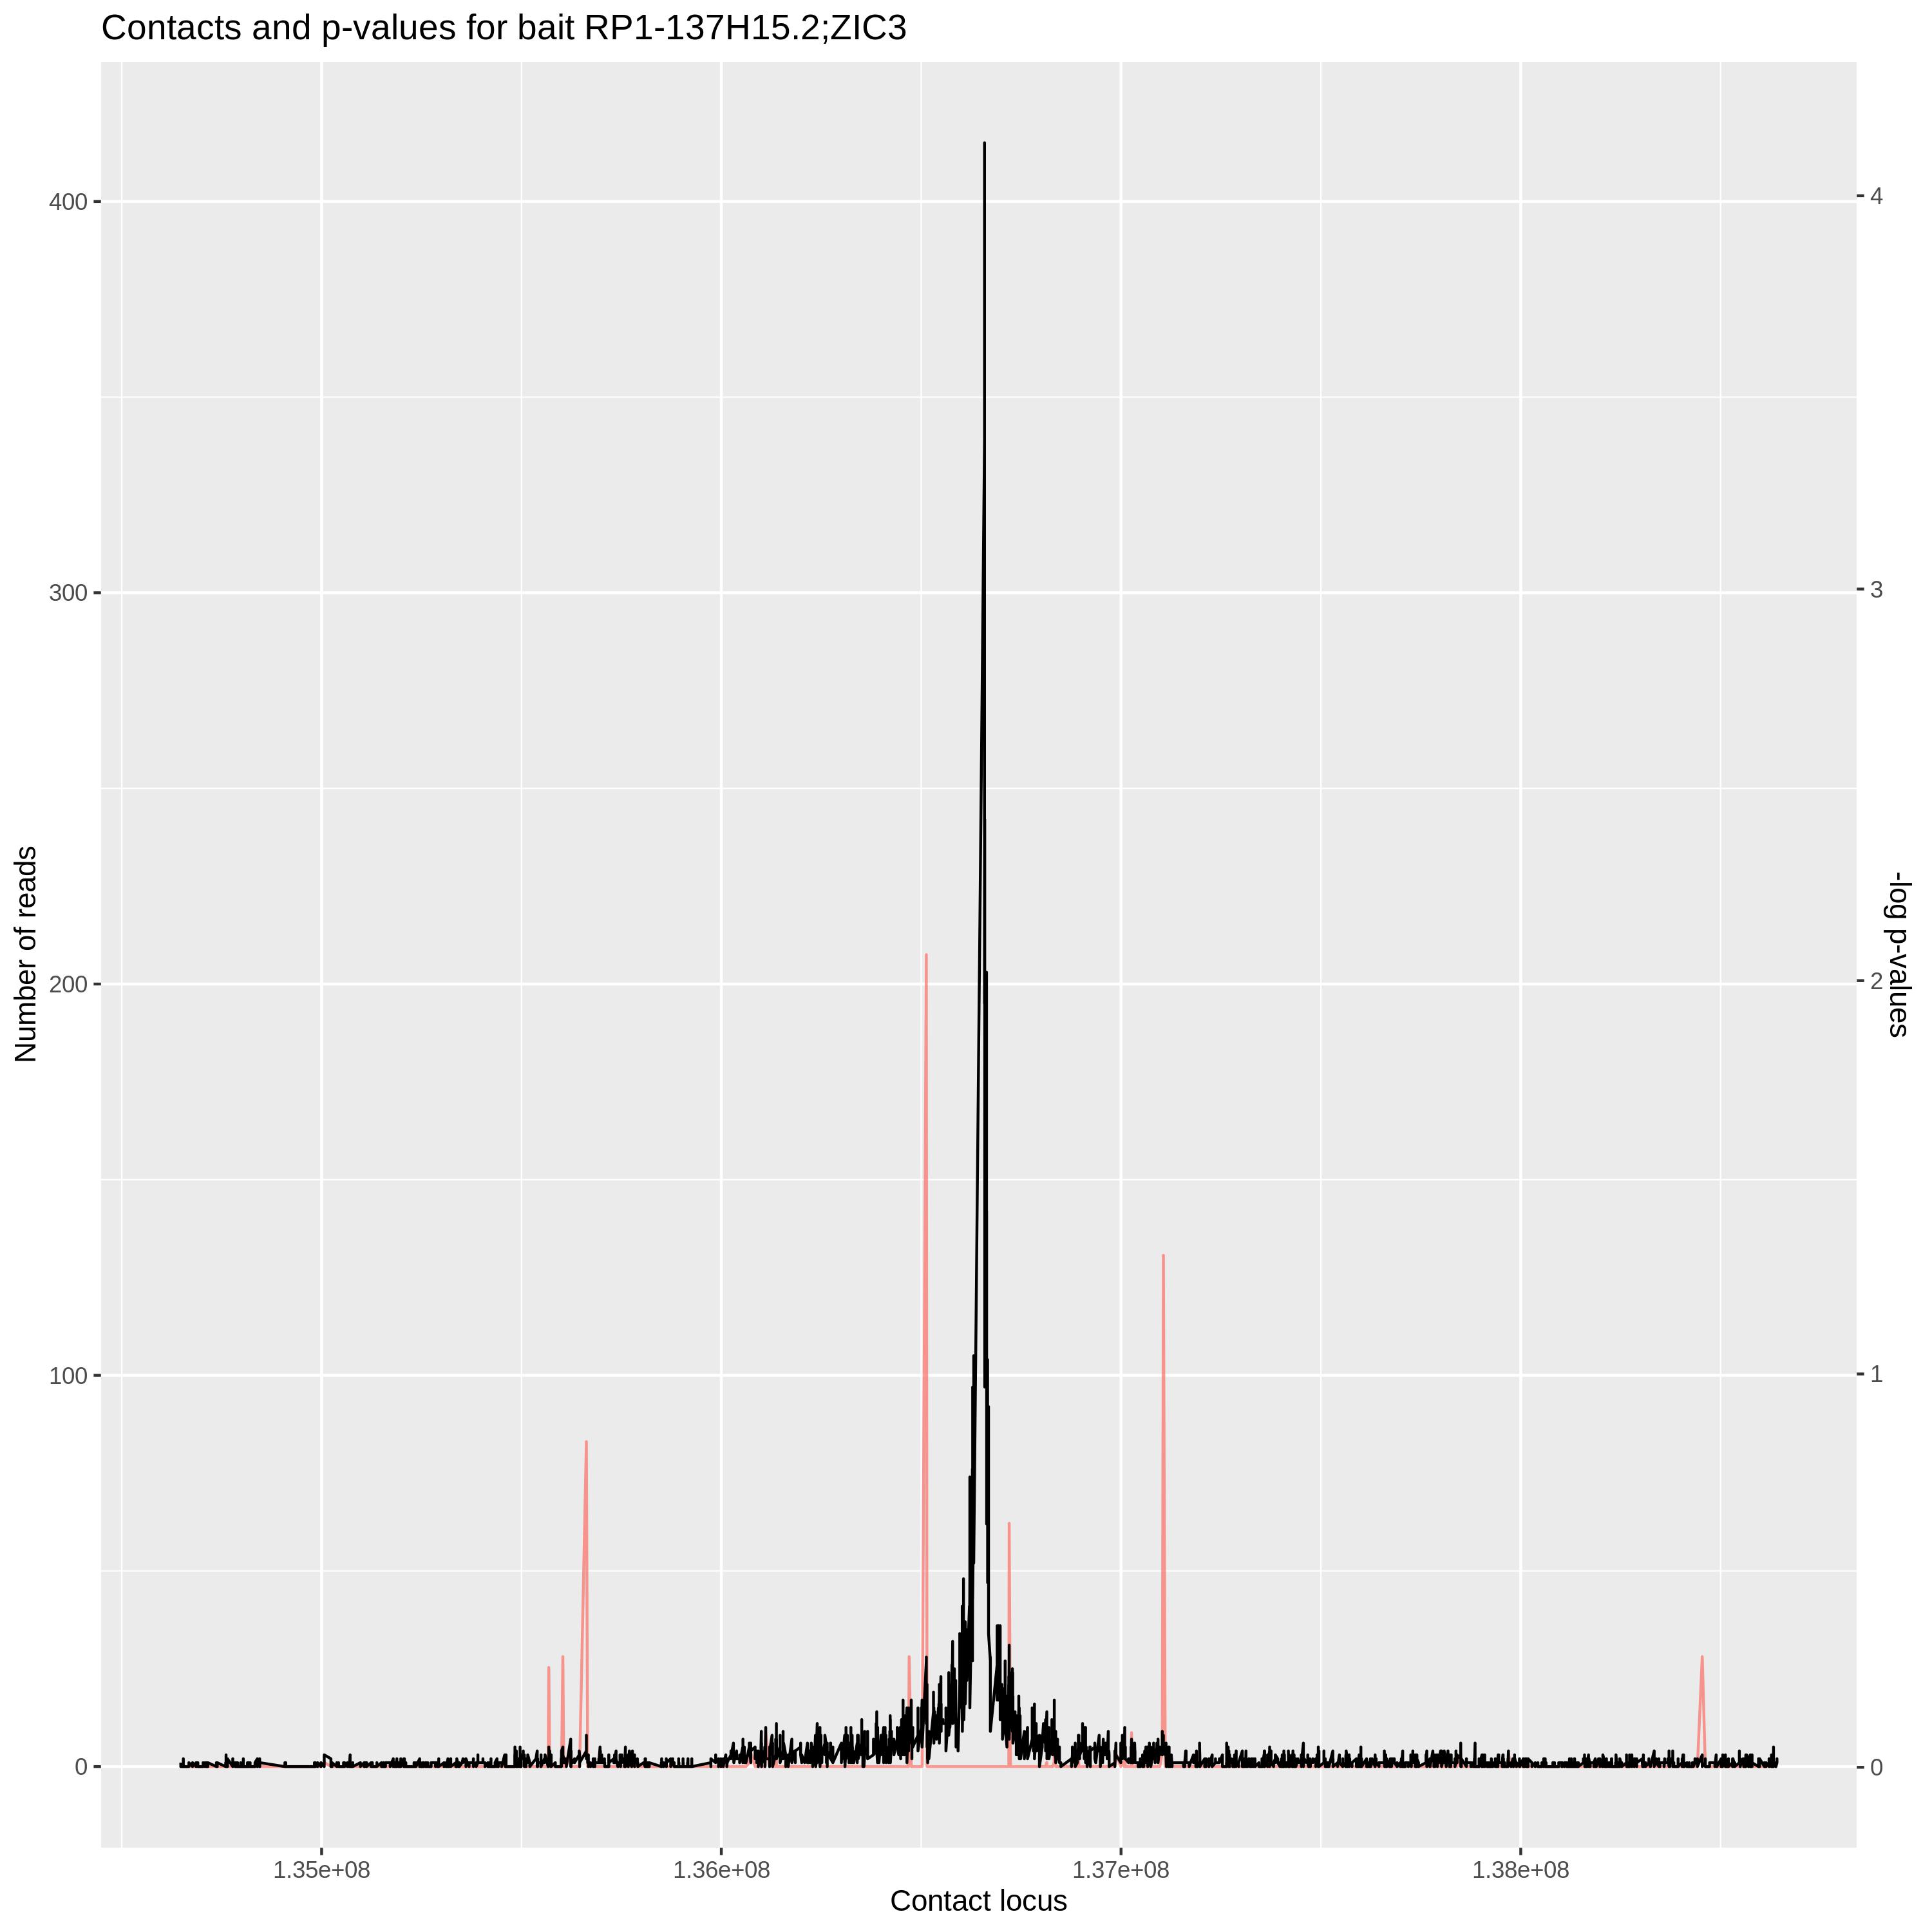 Contacts and p-values for bait RP1-137H15.2;ZIC3
Number of reads
400
300
200
100
0
4
3
2
1
0
-log p-values
1.35e+08
1.36e+08
1.37e+08
1.38e+08
Contact locus